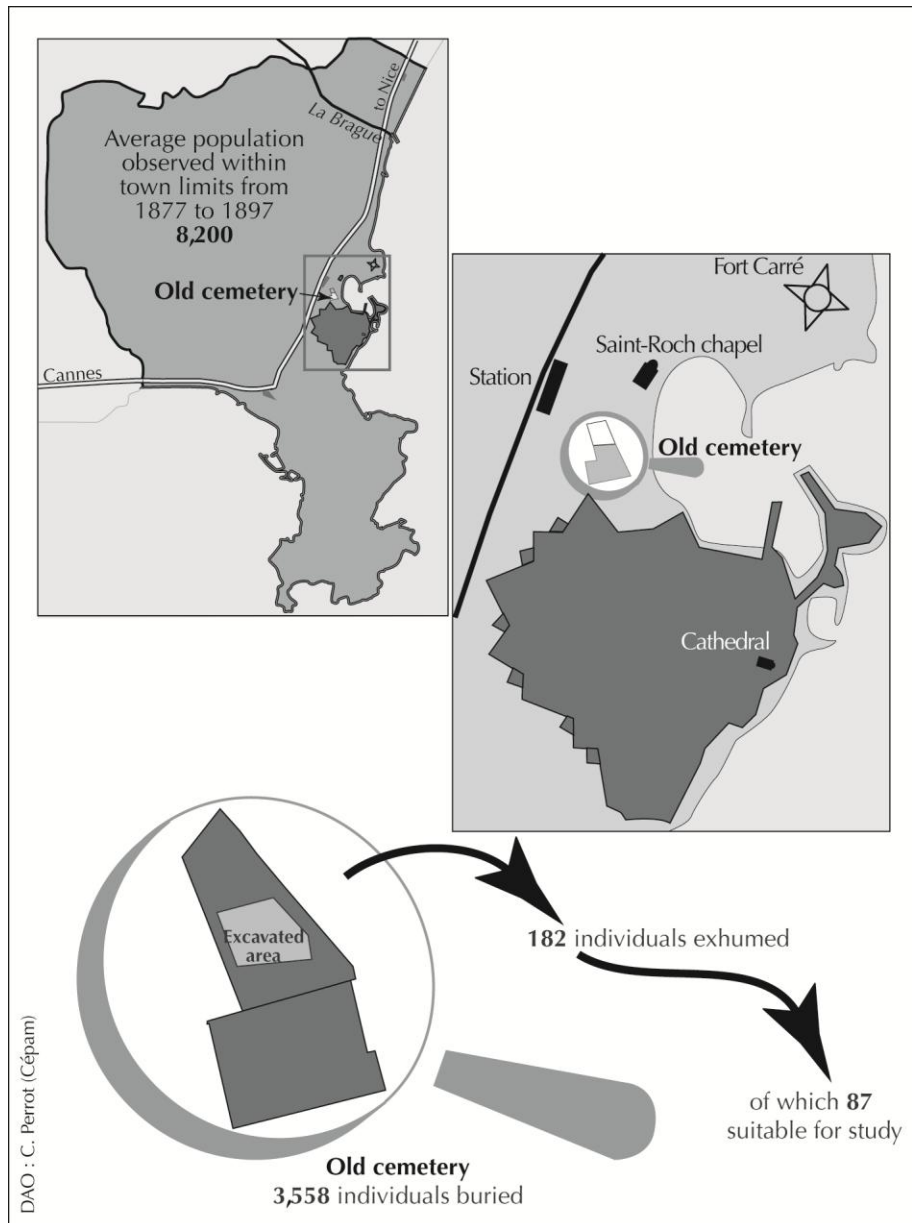 to Nice
La Brague
Average population
observed within
town limits from
1877 to 1897
8,200
Old cemetery
Cannes
Fort Carré
Saint-Roch chapel
Station
Old cemetery
Cathedral
Excavated
area
182 individuals exhumed
of which 87
suitable for study
Old cemetery
3,558 individuals buried
DAO : C. Perrot (Cépam)